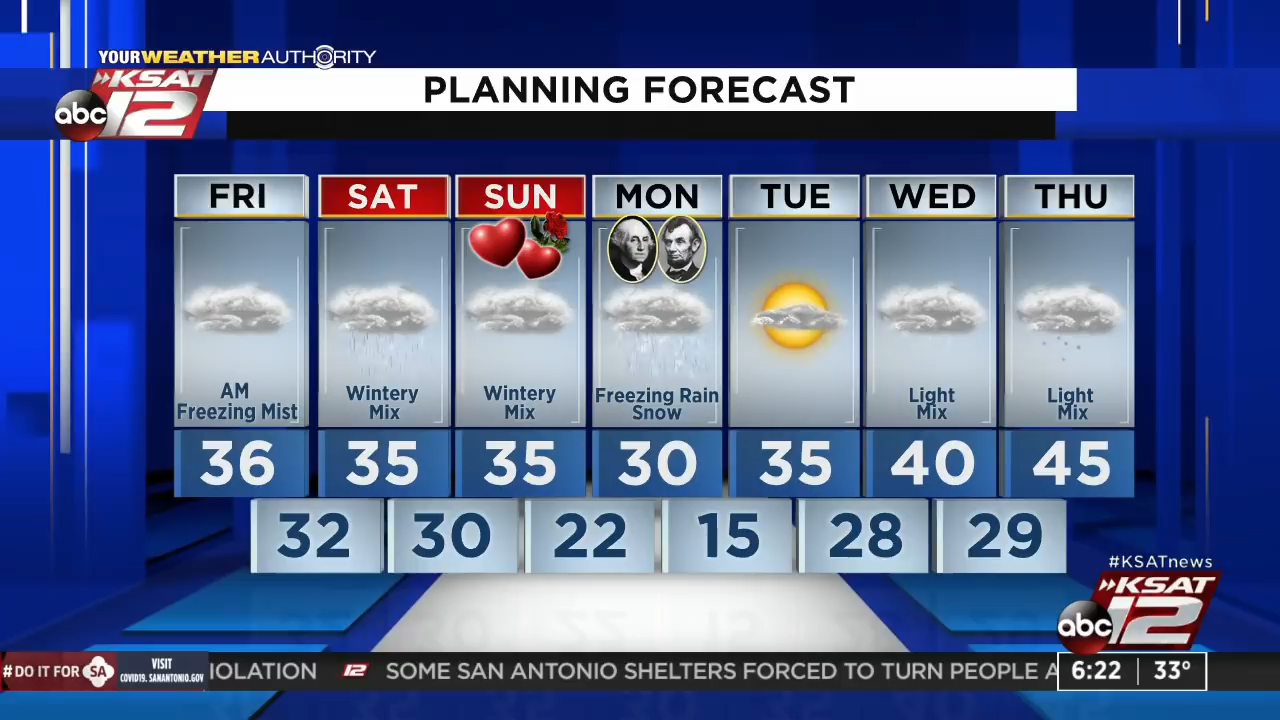 YOURWEATHERAUTHORITY
KSAT
abc 12
PLANNING FORECAST
FRI SAT SUN MON TUE WED THU
AM
Freezing Mist
Wintery
Mix
Wintery
Mix
Freezing Rain
Snow
Light
Mix
Light
Mix
36 35 35 30 35 40 45
32 30 22 15 28 29
#KSATnews
KSAT
abc 12
#DO IT FOR SA
VISIT
COVID19.SANANTONIO.GOV
IOLATION 12 SOME SAN ANTONIO SHELTERS FORCED TO TURN PEOPLE A
6:22 33°